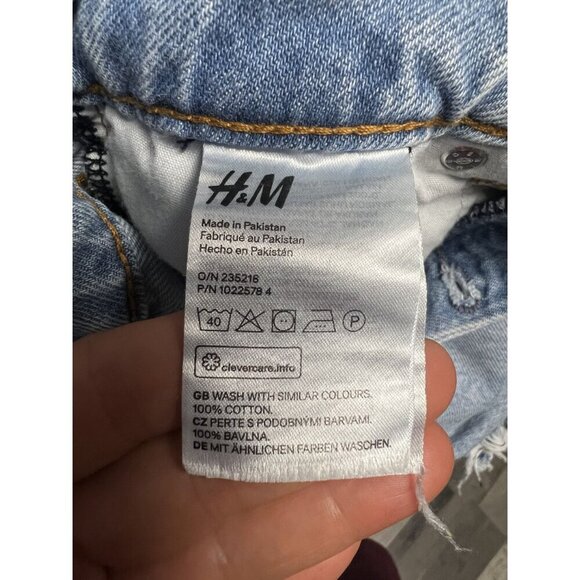 H&M
Made in Pakistan
Fabriqué au Pakistan
Hecho en Pakistán
O/N 235216
P/N 1022578 4
40 P
clevercare.info
GB WASH WITH SIMILAR COLOURS.
100% COTTON.
CZ PERTE S PODOBNÝMI BARVAMI.
100% BAVLNA.
DE MIT ÄHNLICHEN FARBEN WASCHEN.